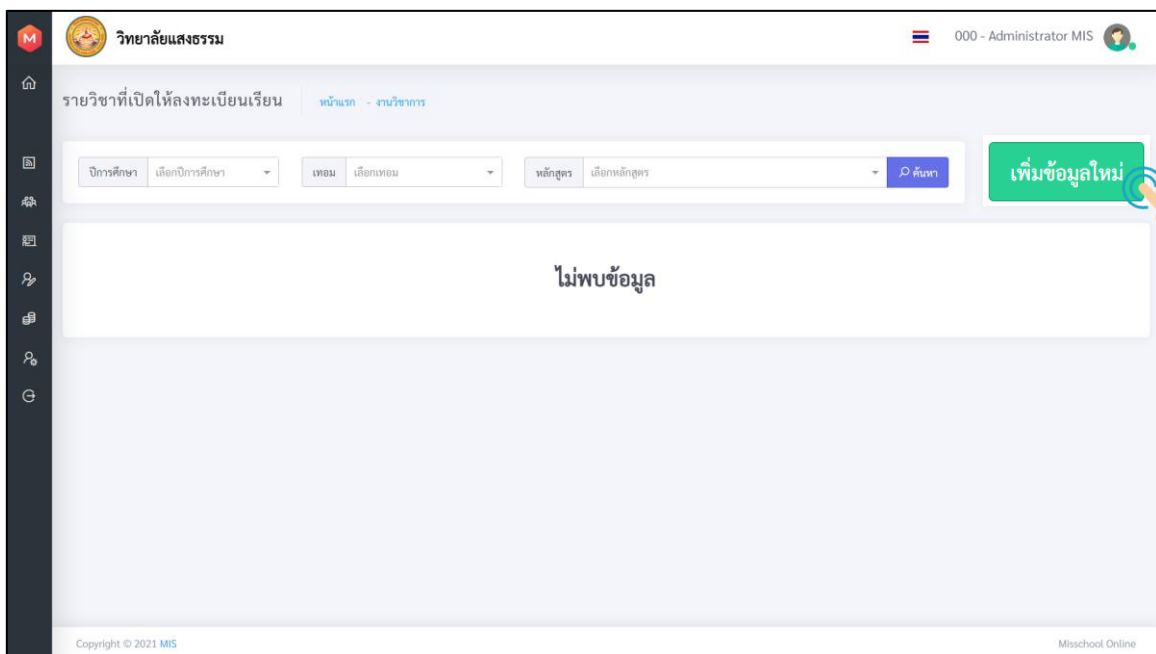 M
วิทยาลัยแสงธรรม
000 - Administrator MIS
รายวิชาที่เปิดให้ลงทะเบียนเรียน
หน้าแรก - งานวิชาการ
ปีการศึกษา เลือกปีการศึกษา
เทอม เลือกเทอม
หลักสูตร เลือกหลักสูตร
ค้นหา
เพิ่มข้อมูลใหม่
ไม่พบข้อมูล
Copyright © 2021 MIS
Misschool Online